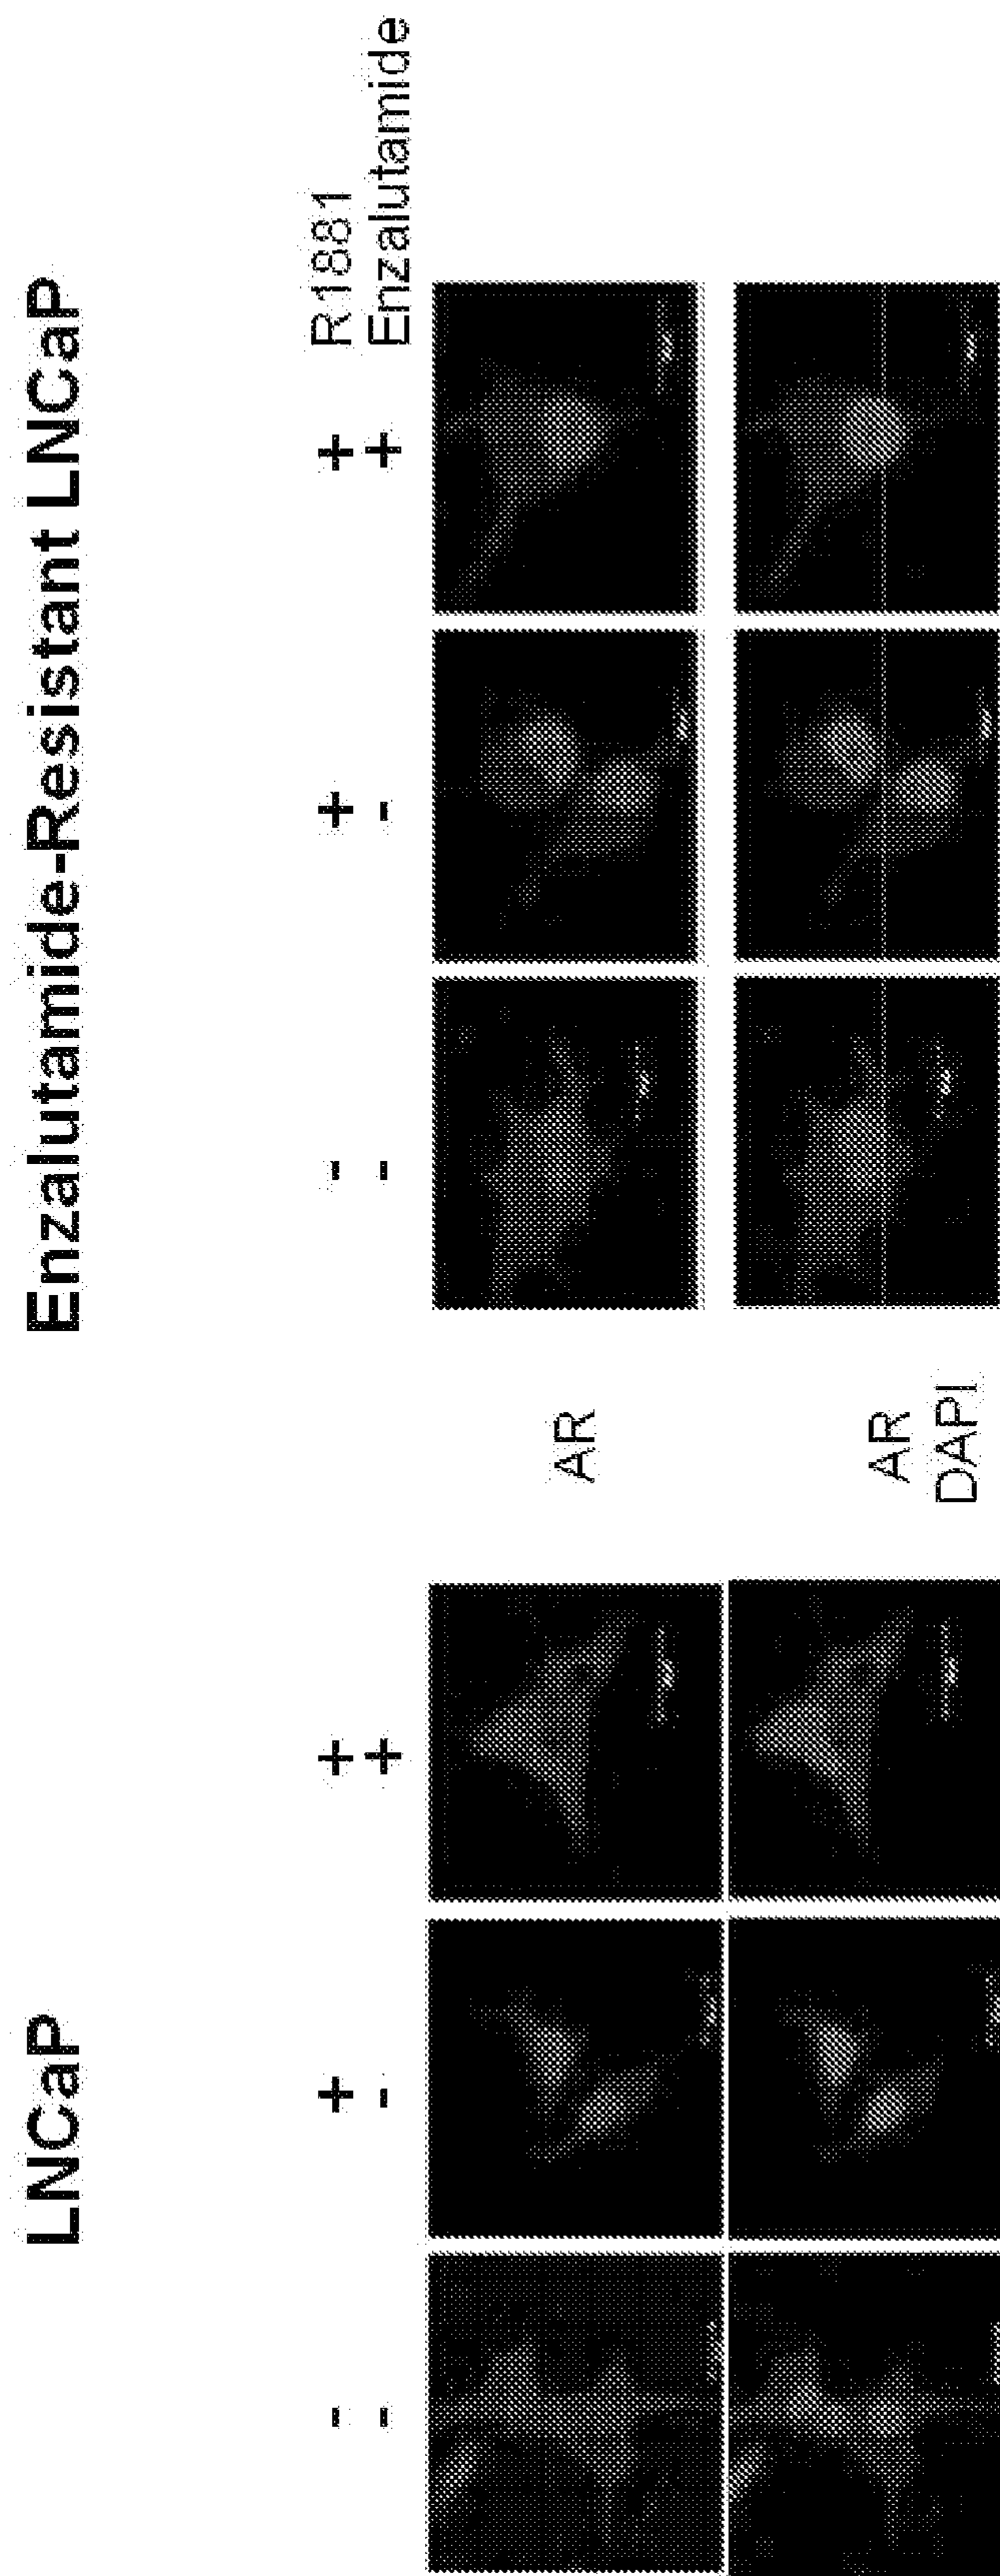 LNCaP
Enzalutamide-Resistant LNCaP
- + + - + + R1881
- - + - - + Enzalutamide
AR
AR
DAPI